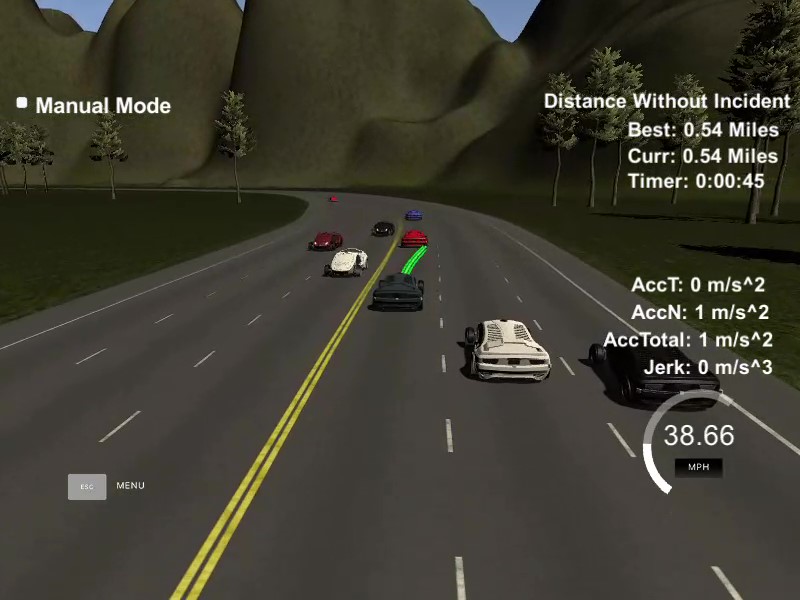 Manual Mode
Distance Without Incident
Best: 0.54 Miles
Curr: 0.54 Miles
Timer: 0:00:45
AccT: 0 m/s^2
AccN: 1 m/s^2
AccTotal: 1 m/s^2
Jerk: 0 m/s^3
38.66
MPH
ESC MENU